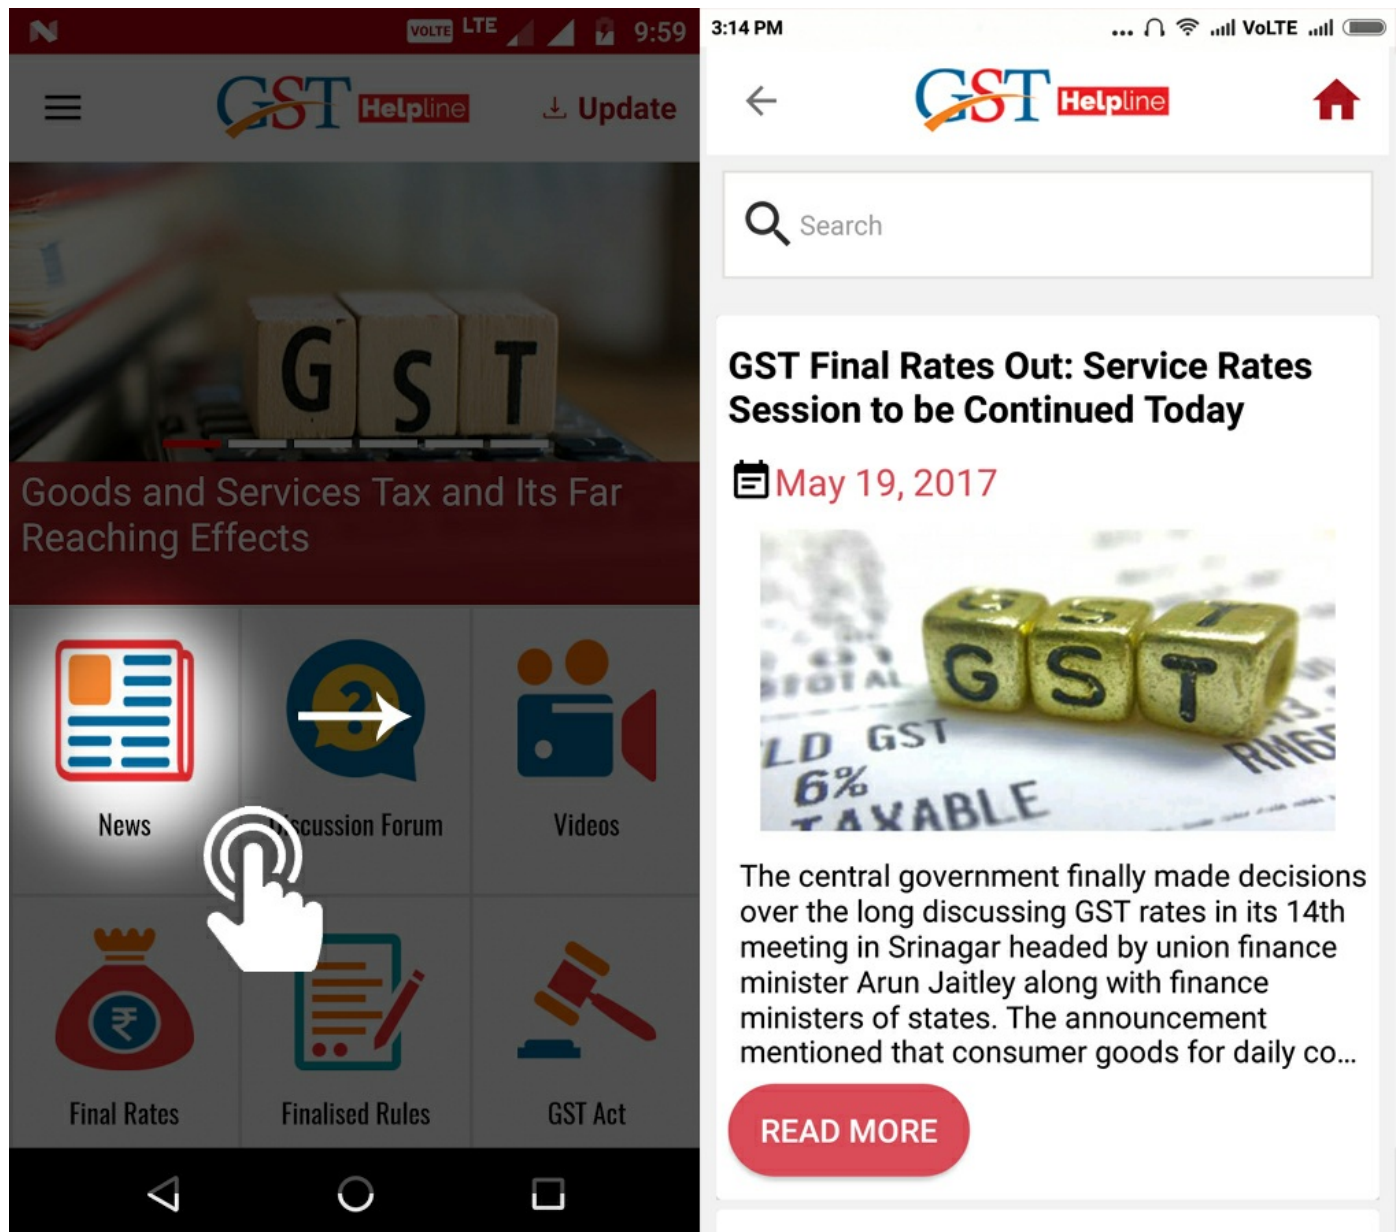 VOLTE LTE 9:59
GST Helpline
Update
G S T
Goods and Services Tax and Its Far
Reaching Effects
News
Discussion Forum
Videos
Final Rates
Finalised Rules
GST Act
3:14 PM
... VoLTE
GST Helpline
Search
GST Final Rates Out: Service Rates
Session to be Continued Today
May 19, 2017
G S T
G S T
TOTAL
LD GST
6%
TAXABLE
The central government finally made decisions
over the long discussing GST rates in its 14th
meeting in Srinagar headed by union finance
minister Arun Jaitley along with finance
ministers of states. The announcement
mentioned that consumer goods for daily co...
READ MORE